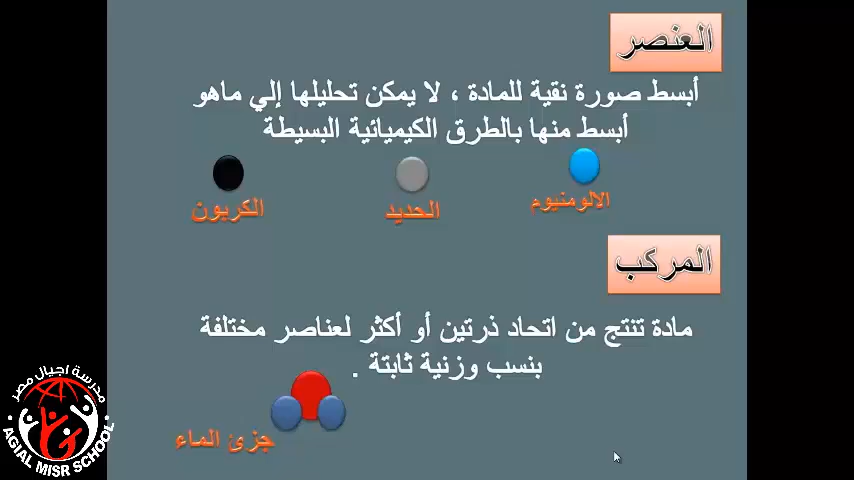 العنصر
أبسط صورة نقية للمادة ، لا يمكن تحليلها إلي ماهو
أبسط منها بالطرق الكيميائية البسيطة
الالومنيوم
الحديد
الكربون
المركب
مادة تنتج من اتحاد ذرتين أو أكثر لعناصر مختلفة
بنسب وزنية ثابتة .
جزئ الماء
مدرسة اجيال مصر
AGIAL MISR SCHOOL